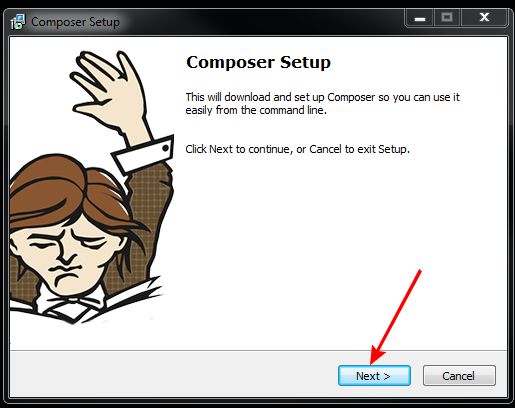 Composer Setup
Composer Setup
This will download and set up Composer so you can use it
easily from the command line.
Click Next to continue, or Cancel to exit Setup.
Next >
Cancel